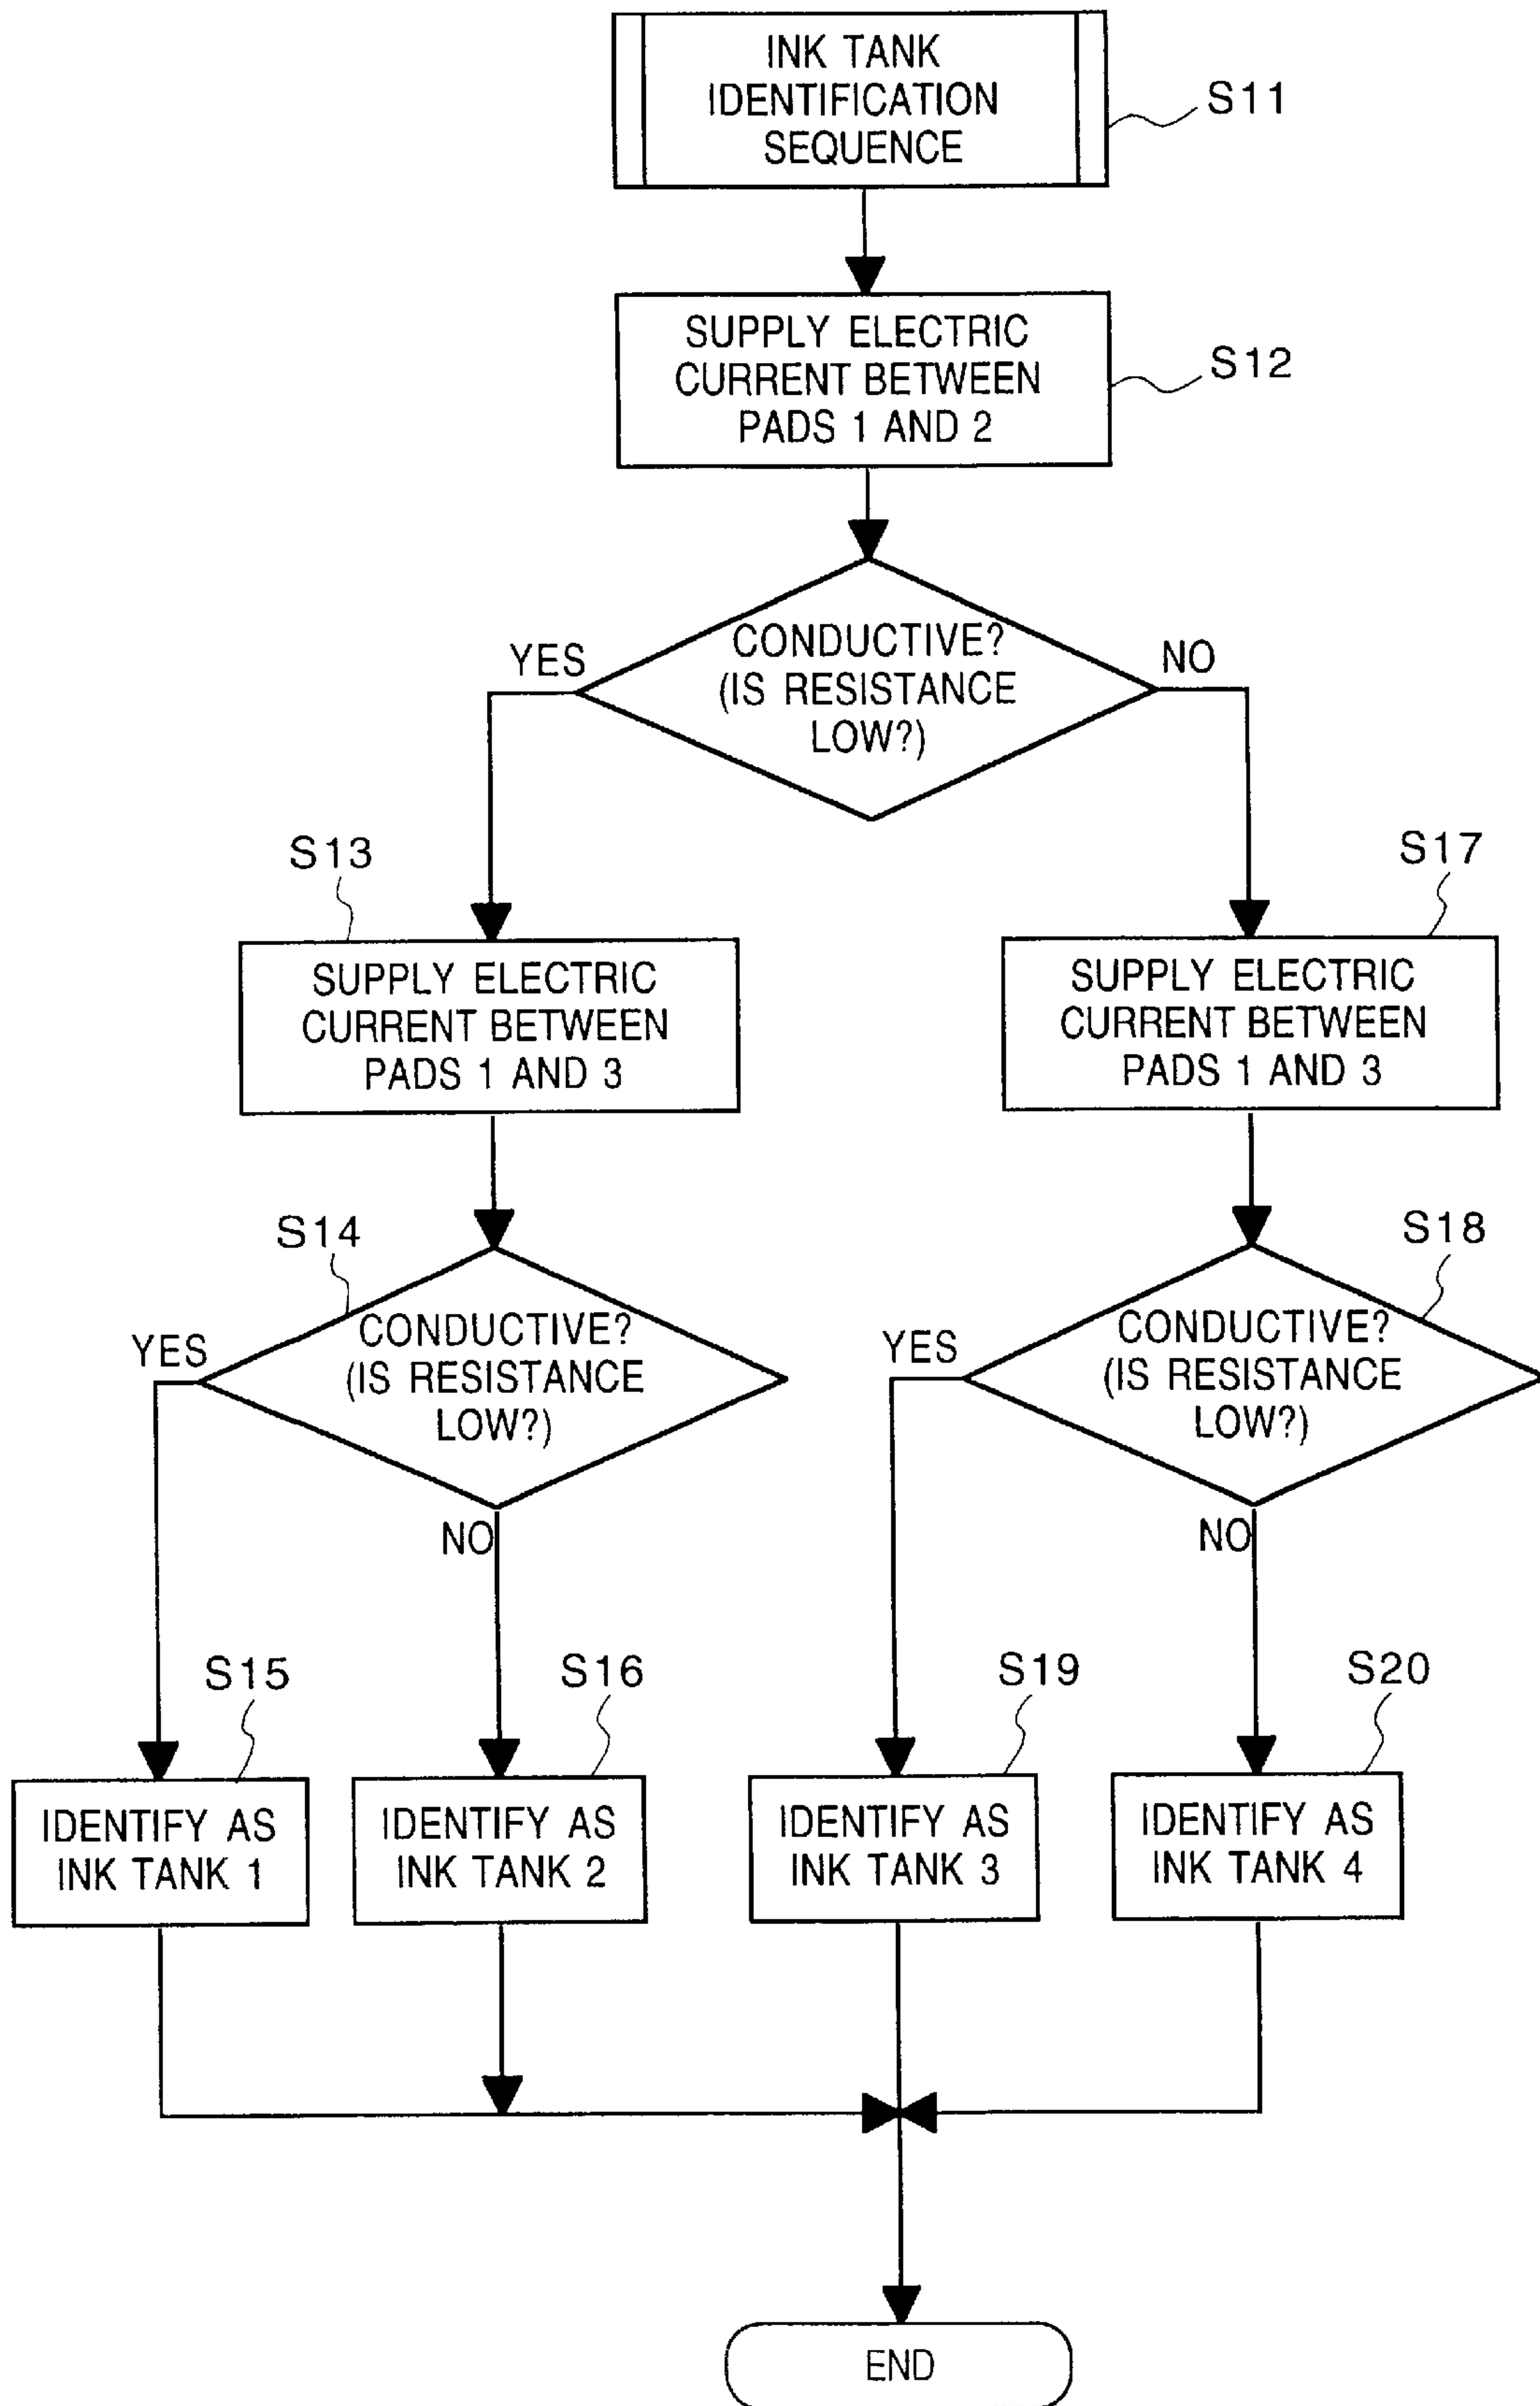 INK TANK
IDENTIFICATION
SEQUENCE
S11
SUPPLY ELECTRIC
CURRENT BETWEEN
PADS 1 AND 2
S12
CONDUCTIVE?
(IS RESISTANCE
LOW?)
YES
NO
S13
SUPPLY ELECTRIC
CURRENT BETWEEN
PADS 1 AND 3
S17
SUPPLY ELECTRIC
CURRENT BETWEEN
PADS 1 AND 3
S14
CONDUCTIVE?
(IS RESISTANCE
LOW?)
YES
NO
S18
CONDUCTIVE?
(IS RESISTANCE
LOW?)
YES
NO
S15
IDENTIFY AS
INK TANK 1
S16
IDENTIFY AS
INK TANK 2
S19
IDENTIFY AS
INK TANK 3
S20
IDENTIFY AS
INK TANK 4
END